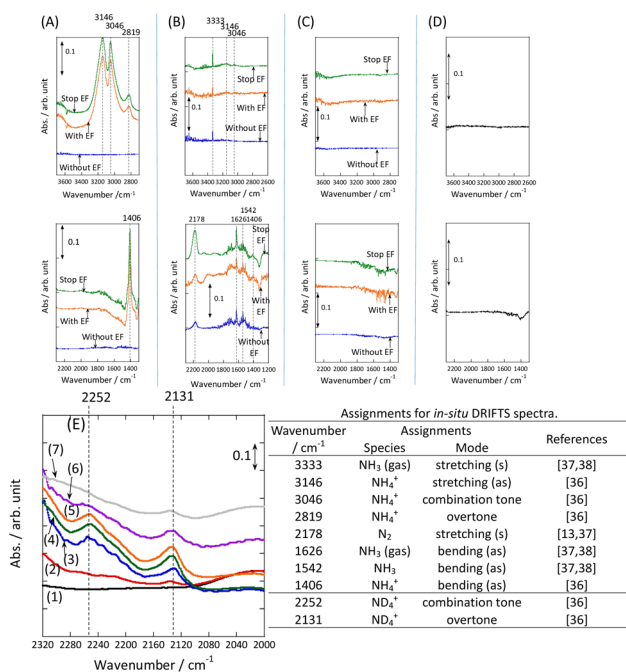 (A)
3146
3046
2819
0.1
Stop EF
With EF
Without EF
Abs. / arb. unit
3600 3400 3200 3000 2800
Wavenumber / cm⁻¹
(B)
3333
3146
3046
Stop EF
With EF
0.1
Without EF
3600 3400 3200 3000 2800 2600
Wavenumber / cm⁻¹
(C)
Stop EF
With EF
0.1
Without EF
Abs. / arb. unit
3600 3400 3200 3000 2800
Wavenumber / cm⁻¹
(D)
0.1
Abs. / arb. unit
3600 3400 3200 3000 2800 2600
Wavenumber / cm⁻¹
1406
0.1
Stop EF
With EF
Without EF
Abs. / arb. unit
2200 2000 1800 1600 1400
Wavenumber / cm⁻¹
2178
1542
1626 1406
Stop EF
With EF
0.1
Without EF
2200 2000 1800 1600 1400 1200
Wavenumber / cm⁻¹
Stop EF
With EF
0.1
Without EF
Abs. / arb. unit
2200 2000 1800 1600 1400
Wavenumber / cm⁻¹
0.1
Abs. / arb. unit
2200 2000 1800 1600 1400
Wavenumber / cm⁻¹
(E)
2252
2131
0.1
(7)
(6)
(5)
(4)
(3)
(2)
(1)
Abs. / arb. unit
2320 2280 2240 2200 2160 2120 2080 2040 2000
Wavenumber / cm⁻¹
Assignments for in-situ DRIFTS spectra.
Wavenumber / cm⁻¹ Assignments References
Species Mode
3333 NH₃ (gas) stretching (s) [37,38]
3146 NH₄⁺ stretching (as) [36]
3046 NH₄⁺ combination tone [36]
2819 NH₄⁺ overtone [36]
2178 N₂ stretching (s) [13,37]
1626 NH₃ (gas) bending (as) [37,38]
1542 NH₃ bending (as) [37,38]
1406 NH₄⁺ bending (as) [36]
2252 ND₄⁺ combination tone [36]
2131 ND₄⁺ overtone [36]